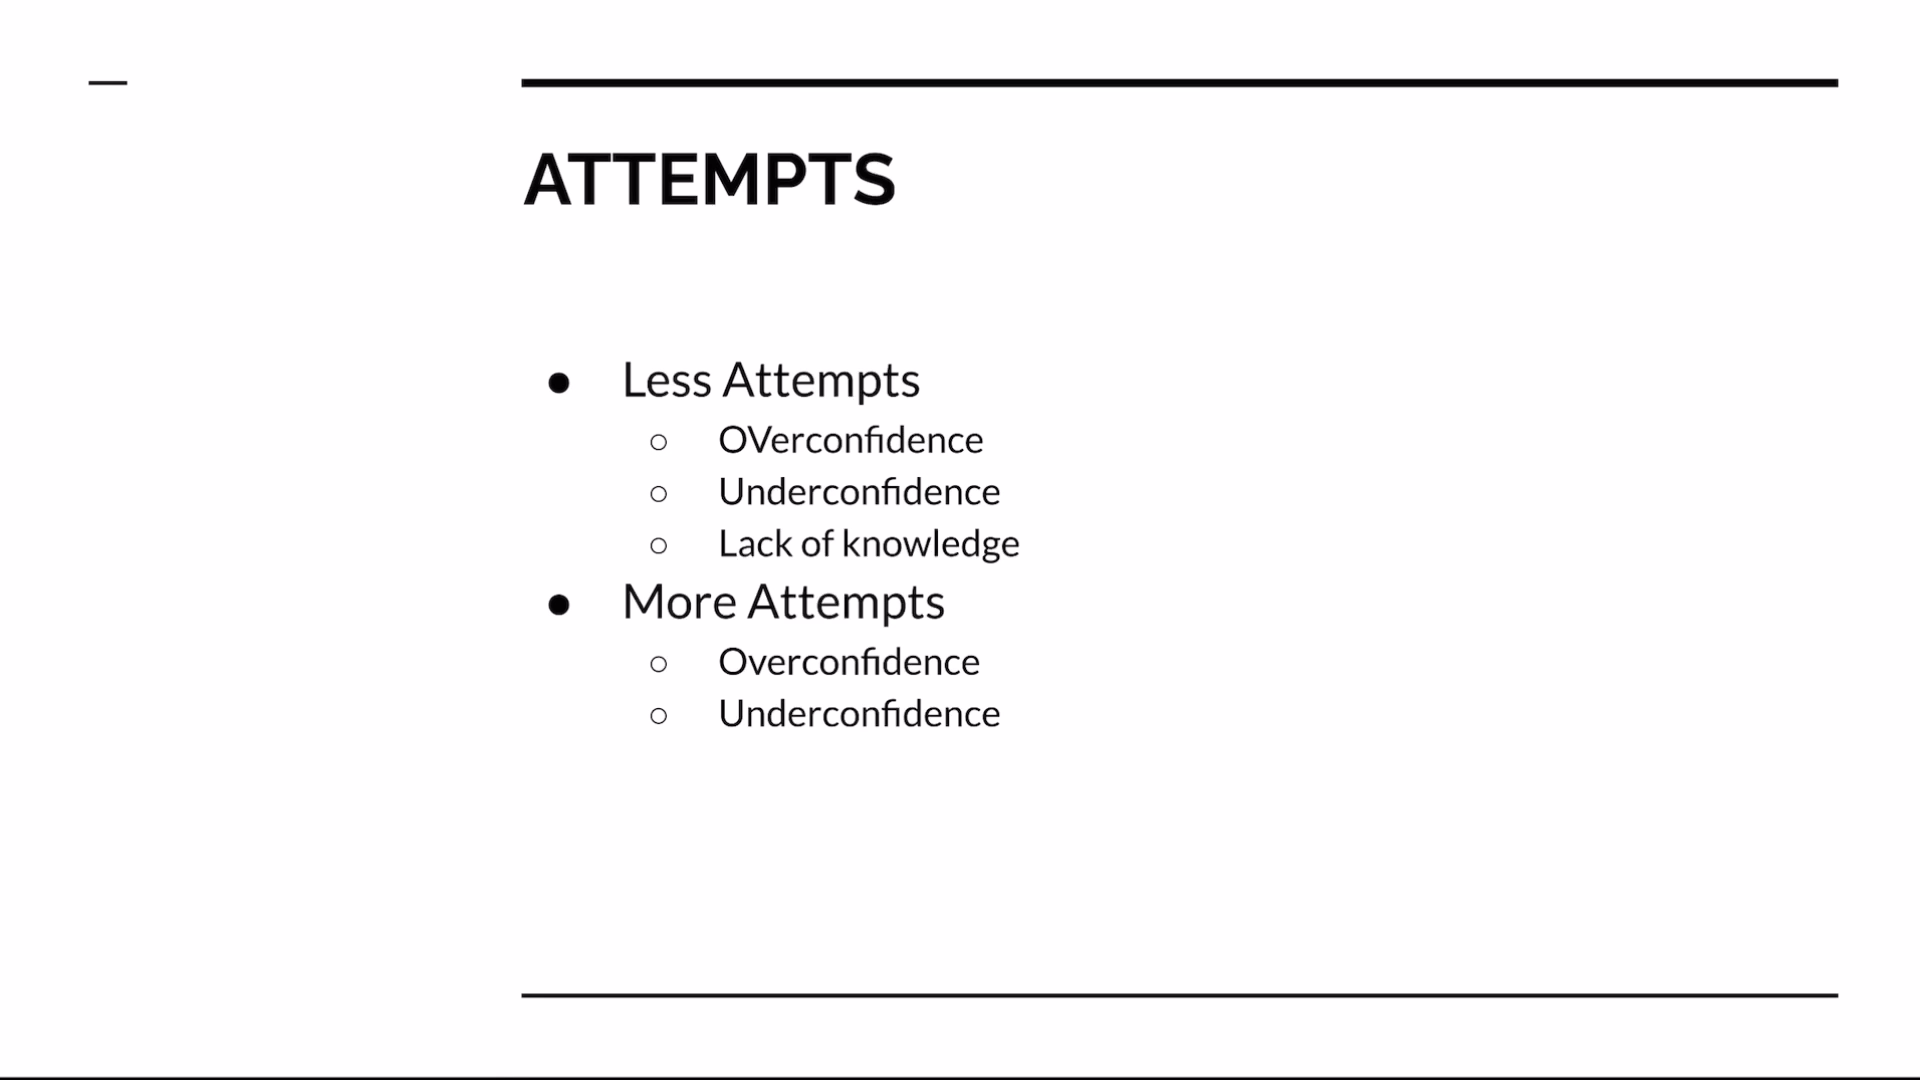 ATTEMPTS
● Less Attempts
○ OVerconfidence
○ Underconfidence
○ Lack of knowledge
● More Attempts
○ Overconfidence
○ Underconfidence